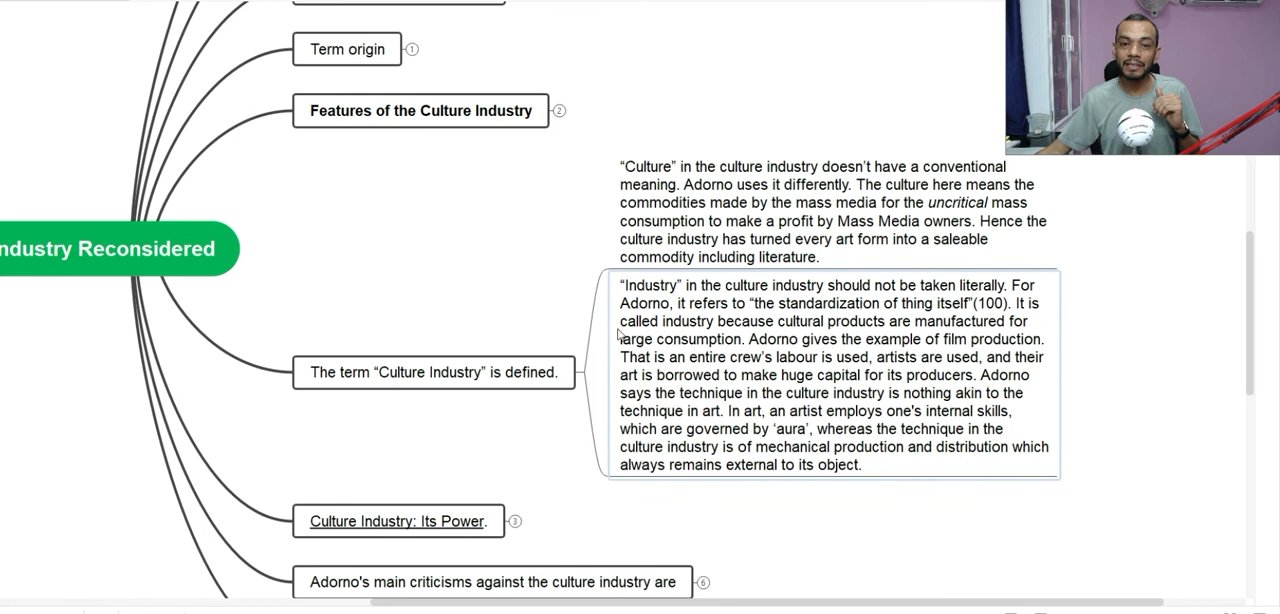 Term origin
1
Features of the Culture Industry
2
“Culture” in the culture industry doesn’t have a conventional
meaning. Adorno uses it differently. The culture here means the
commodities made by the mass media for the uncritical mass
consumption to make a profit by Mass Media owners. Hence the
culture industry has turned every art form into a saleable
commodity including literature.
ndustry Reconsidered
“Industry” in the culture industry should not be taken literally. For
Adorno, it refers to “the standardization of thing itself”(100). It is
called industry because cultural products are manufactured for
large consumption. Adorno gives the example of film production.
That is an entire crew’s labour is used, artists are used, and their
art is borrowed to make huge capital for its producers. Adorno
says the technique in the culture industry is nothing akin to the
technique in art. In art, an artist employs one's internal skills,
which are governed by ‘aura’, whereas the technique in the
culture industry is of mechanical production and distribution which
always remains external to its object.
The term “Culture Industry” is defined.
Culture Industry: Its Power.
3
Adorno's main criticisms against the culture industry are
6